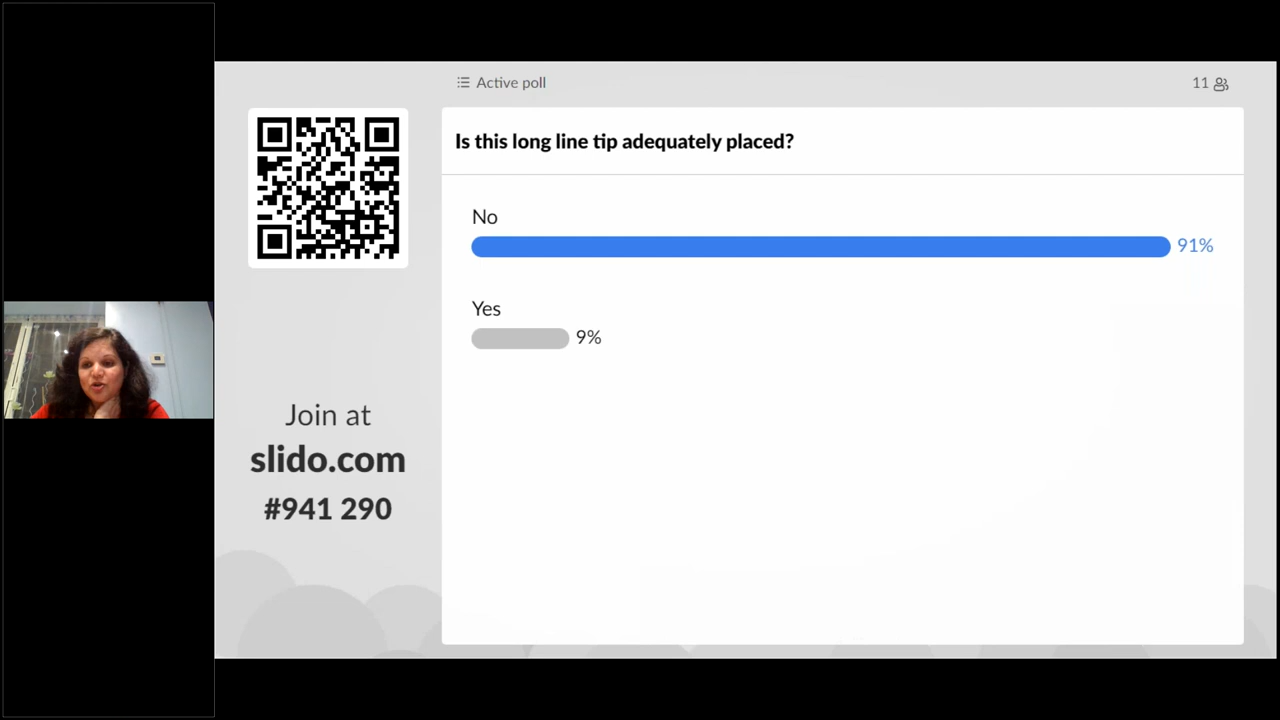 Active poll
11
Is this long line tip adequately placed?
No
91%
Yes
9%
Join at
slido.com
#941 290